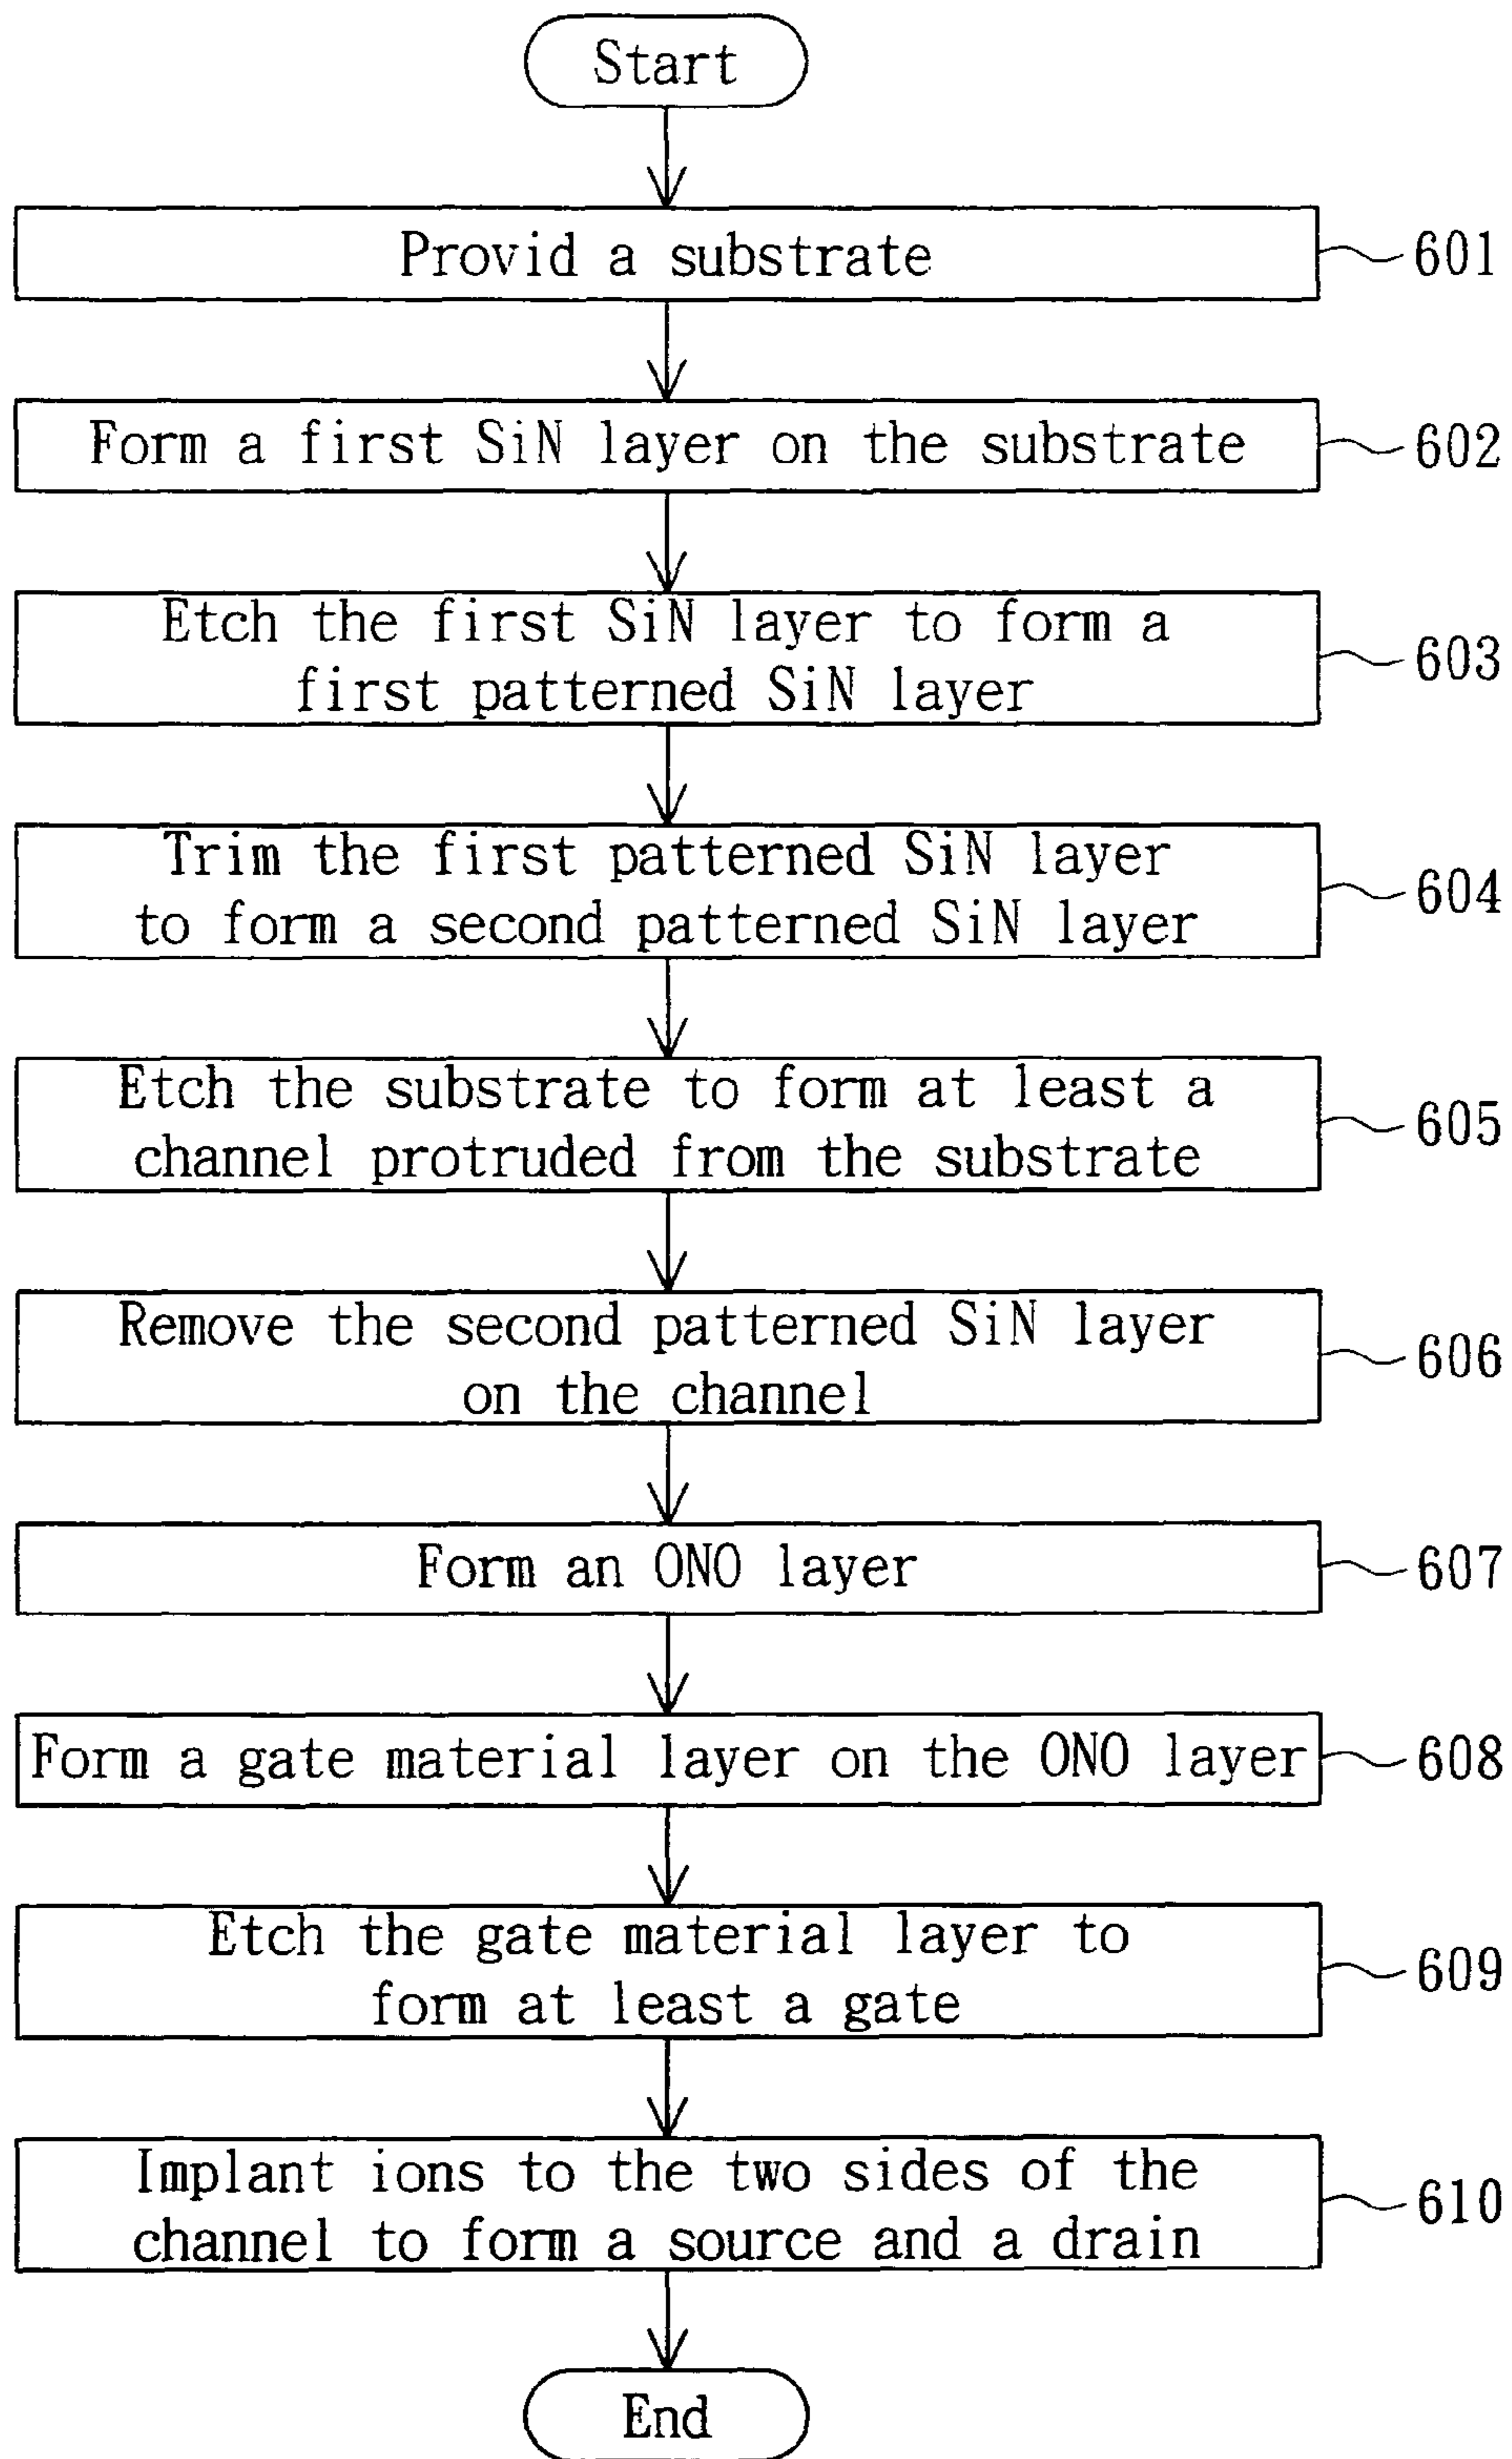 Start
Provid a substrate
601
Form a first SiN layer on the substrate
602
Etch the first SiN layer to form a
first patterned SiN layer
603
Trim the first patterned SiN layer
to form a second patterned SiN layer
604
Etch the substrate to form at least a
channel protruded from the substrate
605
Remove the second patterned SiN layer
on the channel
606
Form an ONO layer
607
Form a gate material layer on the ONO layer
608
Etch the gate material layer to
form at least a gate
609
Implant ions to the two sides of the
channel to form a source and a drain
610
End